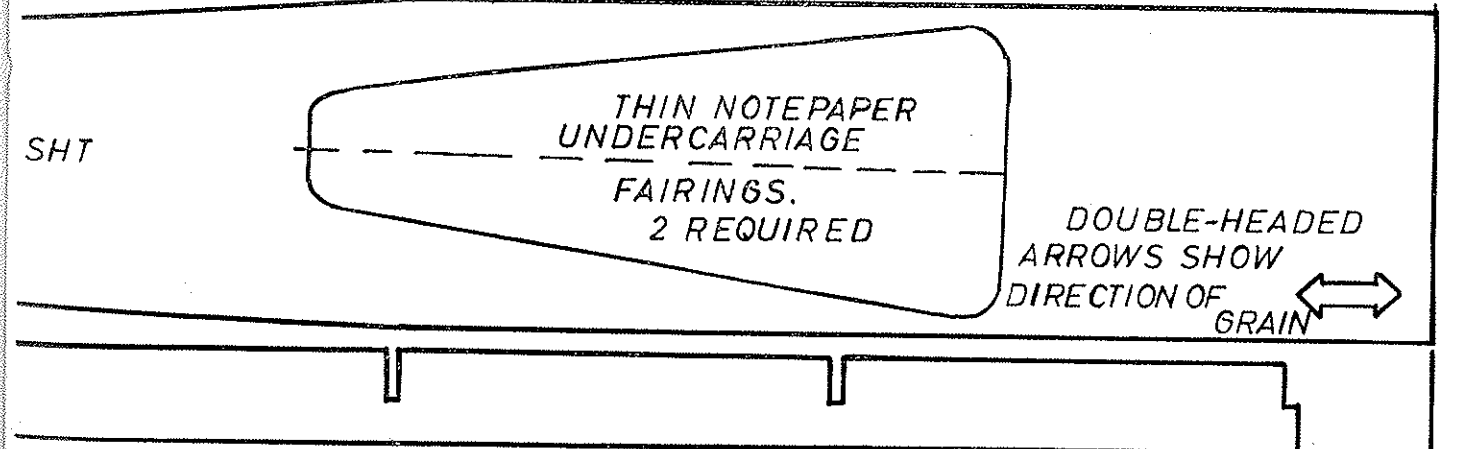 SHT
THIN NOTEPAPER
UNDERCARRIAGE
FAIRINGS.
2 REQUIRED
DOUBLE-HEADED
ARROWS SHOW
DIRECTION OF
GRAIN